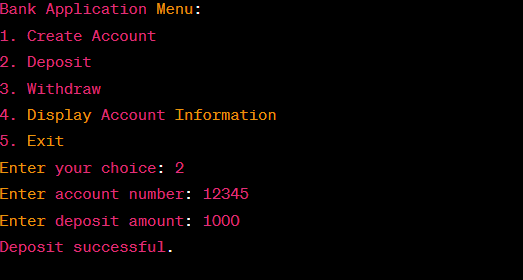 Bank Application Menu:
1. Create Account
2. Deposit
3. Withdraw
4. Display Account Information
5. Exit
Enter your choice: 2
Enter account number: 12345
Enter deposit amount: 1000
Deposit successful.